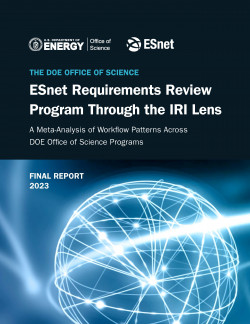 U.S. DEPARTMENT OF
ENERGY
Office of
Science
ESnet
THE DOE OFFICE OF SCIENCE
ESnet Requirements Review
Program Through the IRI Lens
A Meta-Analysis of Workflow Patterns Across
DOE Office of Science Programs
FINAL REPORT
2023